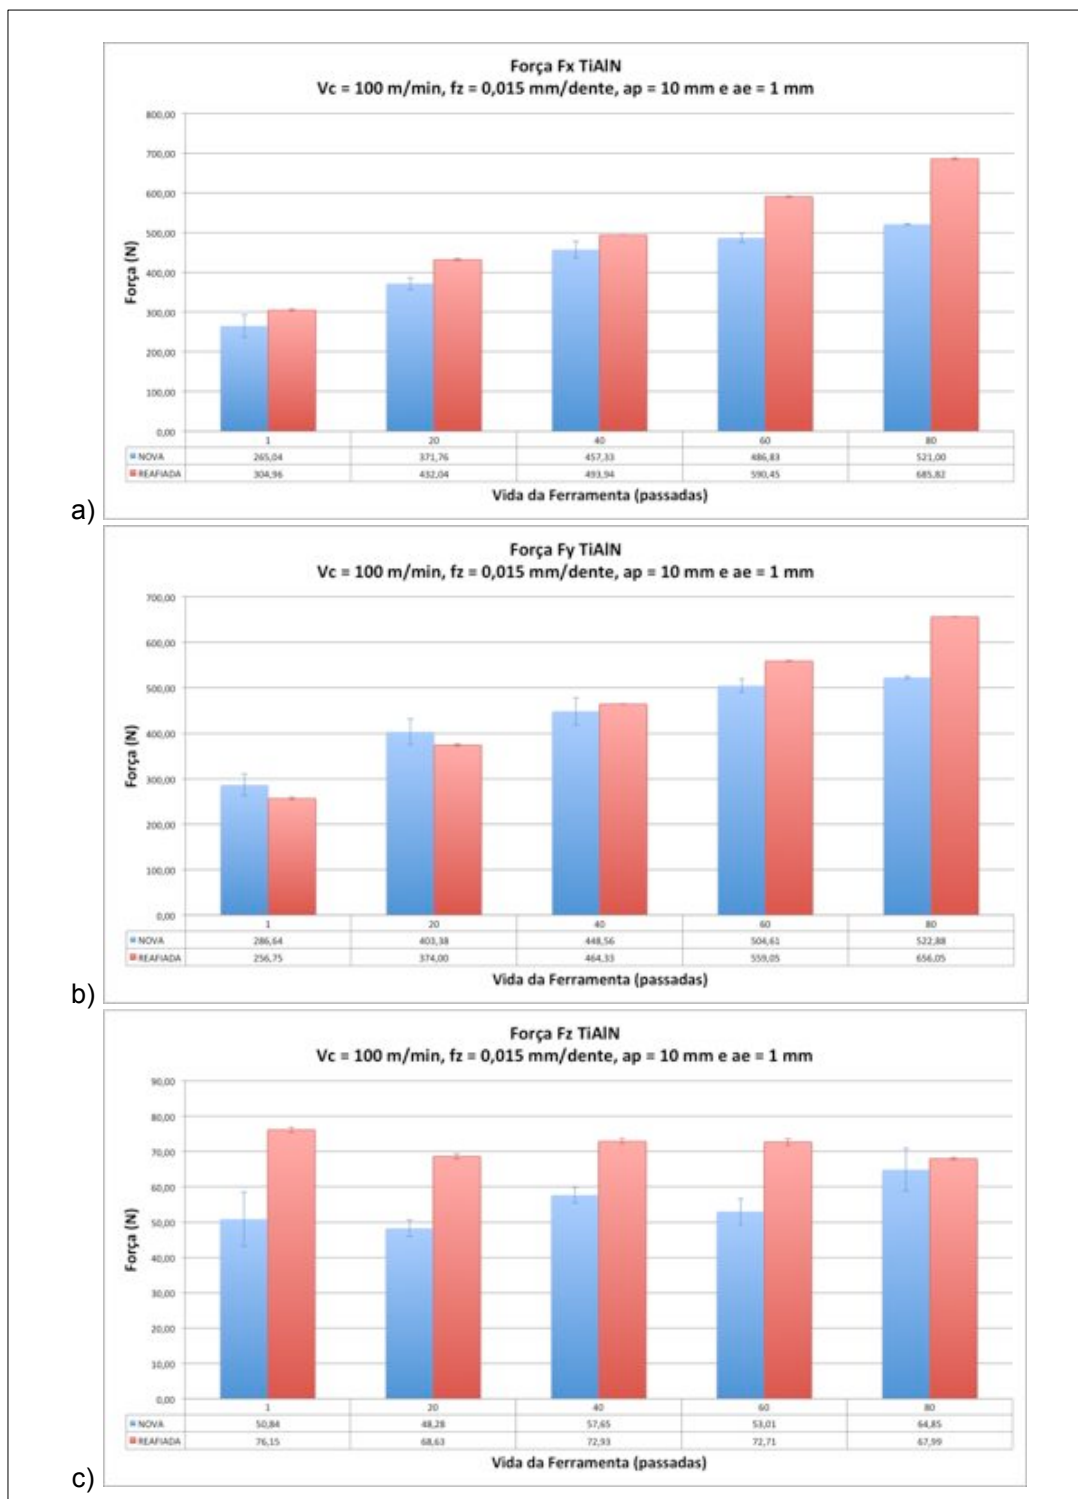 Força Fx TiAlN
Vc = 100 m/min, fz = 0,015 mm/dente, ap = 10 mm e ae = 1 mm
800,00
700,00
600,00
500,00
400,00
300,00
200,00
100,00
0,00
Força (N)
1 20 40 60 80
NOVA 265,04 371,76 457,33 486,83 521,00
REAFIADA 304,96 432,04 493,94 590,45 685,82
Vida da Ferramenta (passadas)
a)
Força Fy TiAlN
Vc = 100 m/min, fz = 0,015 mm/dente, ap = 10 mm e ae = 1 mm
700,00
600,00
500,00
400,00
300,00
200,00
100,00
0,00
Força (N)
1 20 40 60 80
NOVA 286,64 403,38 448,56 504,61 522,88
REAFIADA 256,75 374,00 464,33 559,05 656,05
Vida da Ferramenta (passadas)
b)
Força Fz TiAlN
Vc = 100 m/min, fz = 0,015 mm/dente, ap = 10 mm e ae = 1 mm
90,00
80,00
70,00
60,00
50,00
40,00
30,00
20,00
10,00
0,00
Força (N)
1 20 40 60 80
NOVA 50,84 48,28 57,65 53,01 64,85
REAFIADA 76,15 68,63 72,93 72,71 67,99
Vida da Ferramenta (passadas)
c)